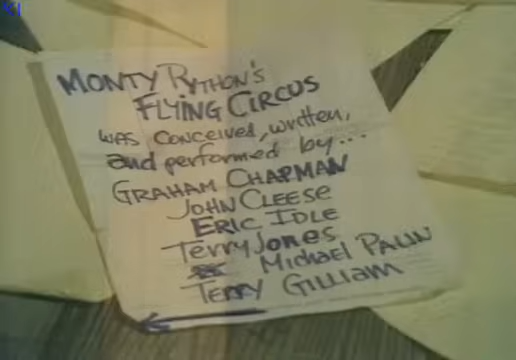 MONTY PYTHON'S
FLYING CIRCUS
WAS CONCEIVED, written,
and performed by...
GRAHAM CHAPMAN
JOHN CLEESE
ERIC IDLE
Terry Jones
Michael PALIN
Terry Gilliam